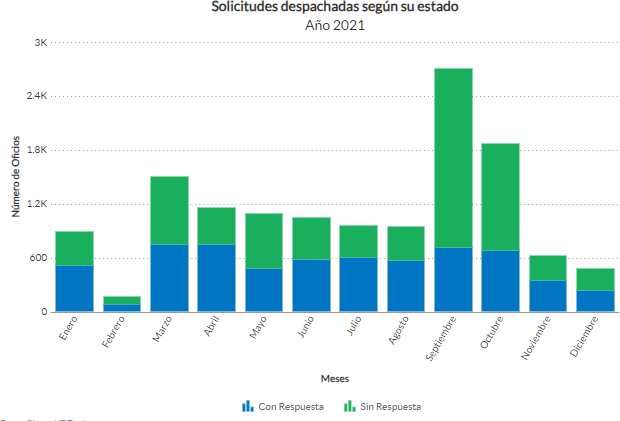 Solicitudes despachadas según su estado
Año 2021
Número de Oficios
3K
2.4K
1.8K
1.2K
600
0
Enero
Febrero
Marzo
Abril
Mayo
Junio
Julio
Agosto
Septiembre
Octubre
Noviembre
Diciembre
Meses
Con Respuesta
Sin Respuesta